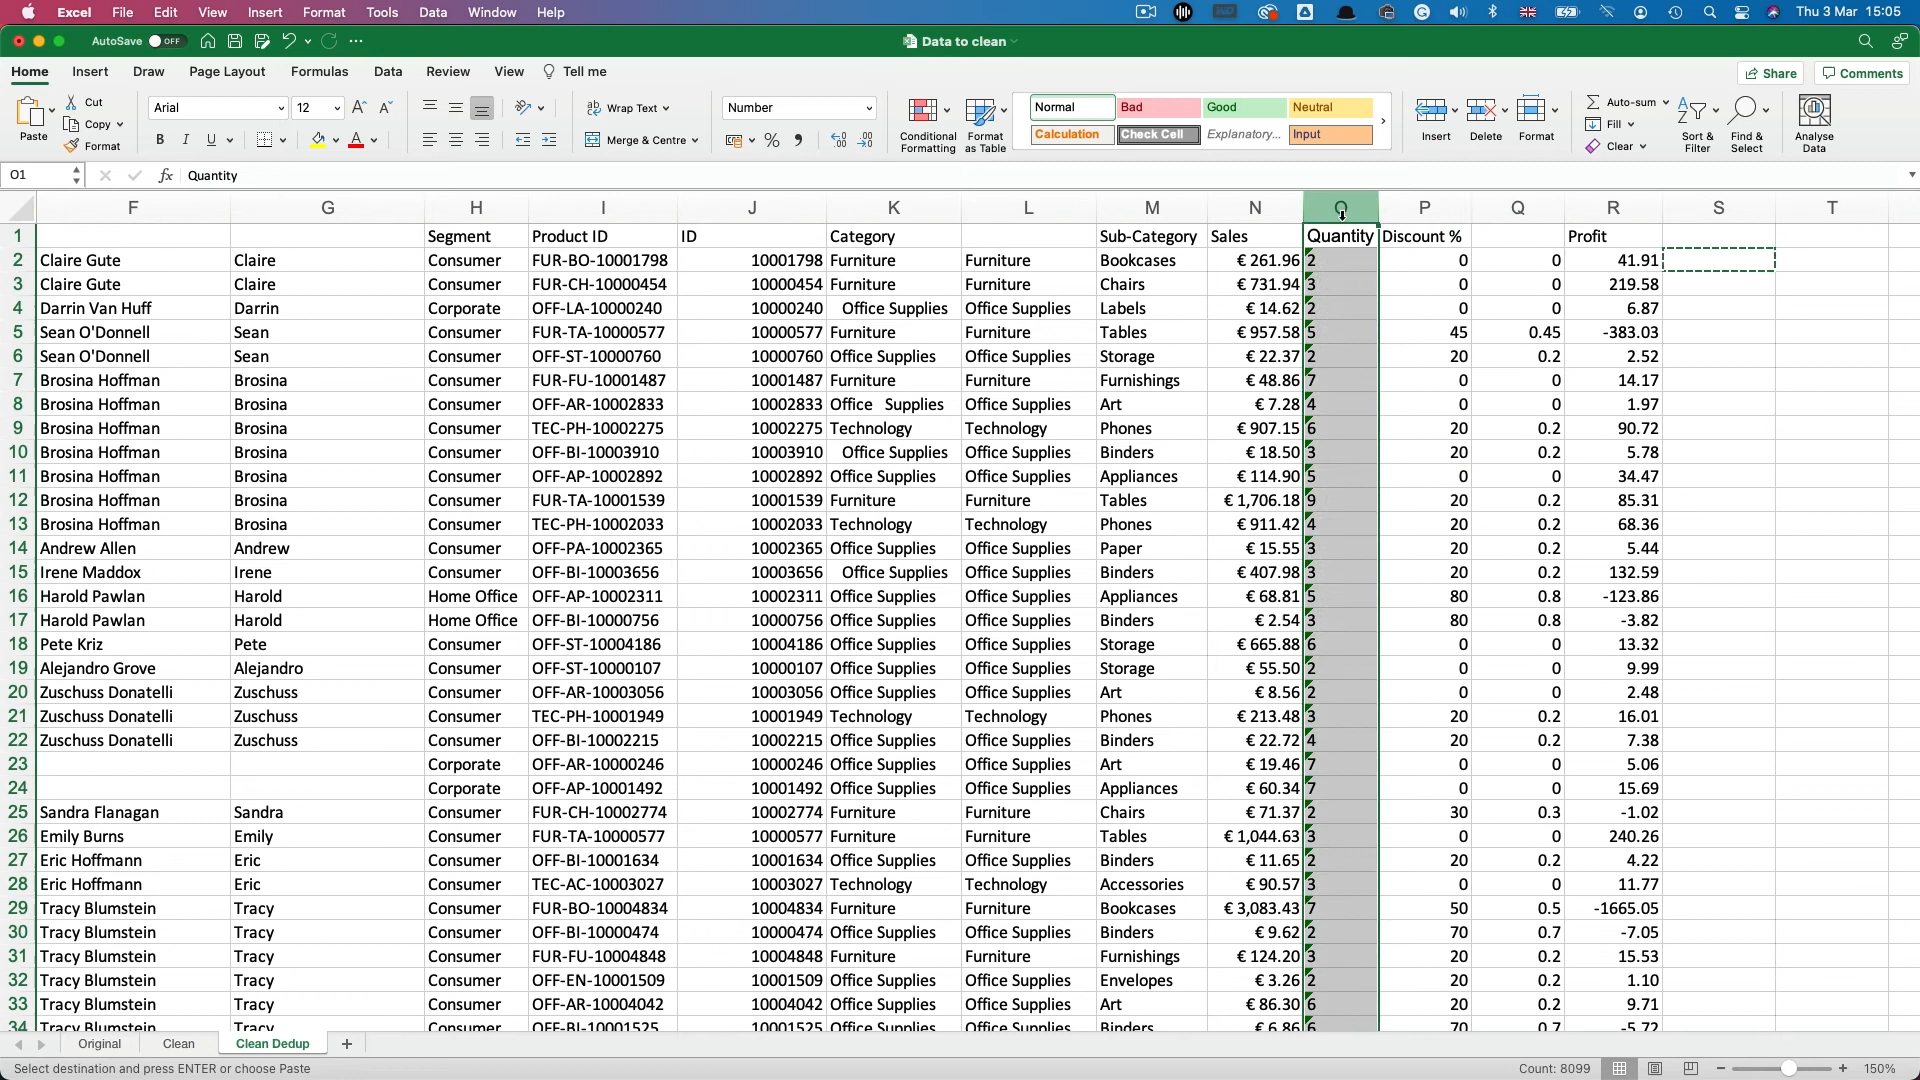 Excel File Edit View Insert Format Tools Data Window Help Thu 3 Mar 15:05
AutoSave OFF Data to clean
Home Insert Draw Page Layout Formulas Data Review View Tell me Share Comments
Paste Cut Copy Format
Arial 12 Wrap Text Merge & Centre Number
Conditional Formatting Format as Table
Normal Bad Good Neutral
Calculation Check Cell Explanatory... Input
Insert Delete Format
Auto-sum Fill Clear
Sort & Filter Find & Select Analyse Data
O1 fx Quantity
F G H I J K L M N O P Q R S T
1 Segment Product ID ID Category Sub-Category Sales Quantity Discount % Profit
2 Claire Gute Claire Consumer FUR-BO-10001798 10001798 Furniture Furniture Bookcases € 261.96 2 0 0 41.91
3 Claire Gute Claire Consumer FUR-CH-10000454 10000454 Furniture Furniture Chairs € 731.94 3 0 0 219.58
4 Darrin Van Huff Darrin Corporate OFF-LA-10000240 10000240 Office Supplies Office Supplies Labels € 14.62 2 0 0 6.87
5 Sean O'Donnell Sean Consumer FUR-TA-10000577 10000577 Furniture Furniture Tables € 957.58 5 45 0.45 -383.03
6 Sean O'Donnell Sean Consumer OFF-ST-10000760 10000760 Office Supplies Office Supplies Storage € 22.37 2 20 0.2 2.52
7 Brosina Hoffman Brosina Consumer FUR-FU-10001487 10001487 Furniture Furniture Furnishings € 48.86 7 0 0 14.17
8 Brosina Hoffman Brosina Consumer OFF-AR-10002833 10002833 Office Supplies Office Supplies Art € 7.28 4 0 0 1.97
9 Brosina Hoffman Brosina Consumer TEC-PH-10002275 10002275 Technology Technology Phones € 907.15 6 20 0.2 90.72
10 Brosina Hoffman Brosina Consumer OFF-BI-10003910 10003910 Office Supplies Office Supplies Binders € 18.50 3 20 0.2 5.78
11 Brosina Hoffman Brosina Consumer OFF-AP-10002892 10002892 Office Supplies Office Supplies Appliances € 114.90 5 0 0 34.47
12 Brosina Hoffman Brosina Consumer FUR-TA-10001539 10001539 Furniture Furniture Tables € 1,706.18 9 20 0.2 85.31
13 Brosina Hoffman Brosina Consumer TEC-PH-10002033 10002033 Technology Technology Phones € 911.42 4 20 0.2 68.36
14 Andrew Allen Andrew Consumer OFF-PA-10002365 10002365 Office Supplies Office Supplies Paper € 15.55 3 20 0.2 5.44
15 Irene Maddox Irene Consumer OFF-BI-10003656 10003656 Office Supplies Office Supplies Binders € 407.98 3 20 0.2 132.59
16 Harold Pawlan Harold Home Office OFF-AP-10002311 10002311 Office Supplies Office Supplies Appliances € 68.81 5 80 0.8 -123.86
17 Harold Pawlan Harold Home Office OFF-BI-10000756 10000756 Office Supplies Office Supplies Binders € 2.54 3 80 0.8 -3.82
18 Pete Kriz Pete Consumer OFF-ST-10004186 10004186 Office Supplies Office Supplies Storage € 665.88 6 0 0 13.32
19 Alejandro Grove Alejandro Consumer OFF-ST-10000107 10000107 Office Supplies Office Supplies Storage € 55.50 2 0 0 9.99
20 Zuschuss Donatelli Zuschuss Consumer OFF-AR-10003056 10003056 Office Supplies Office Supplies Art € 8.56 2 0 0 2.48
21 Zuschuss Donatelli Zuschuss Consumer TEC-PH-10001949 10001949 Technology Technology Phones € 213.48 3 20 0.2 16.01
22 Zuschuss Donatelli Zuschuss Consumer OFF-BI-10002215 10002215 Office Supplies Office Supplies Binders € 22.72 4 20 0.2 7.38
23 Corporate OFF-AR-10000246 10000246 Office Supplies Office Supplies Art € 19.46 7 0 0 5.06
24 Corporate OFF-AP-10001492 10001492 Office Supplies Office Supplies Appliances € 60.34 7 0 0 15.69
25 Sandra Flanagan Sandra Consumer FUR-CH-10002774 10002774 Furniture Furniture Chairs € 71.37 2 30 0.3 -1.02
26 Emily Burns Emily Consumer FUR-TA-10000577 10000577 Furniture Furniture Tables € 1,044.63 3 0 0 240.26
27 Eric Hoffmann Eric Consumer OFF-BI-10001634 10001634 Office Supplies Office Supplies Binders € 11.65 2 20 0.2 4.22
28 Eric Hoffmann Eric Consumer TEC-AC-10003027 10003027 Technology Technology Accessories € 90.57 3 0 0 11.77
29 Tracy Blumstein Tracy Consumer FUR-BO-10004834 10004834 Furniture Furniture Bookcases € 3,083.43 7 50 0.5 -1665.05
30 Tracy Blumstein Tracy Consumer OFF-BI-10000474 10000474 Office Supplies Office Supplies Binders € 9.62 2 70 0.7 -7.05
31 Tracy Blumstein Tracy Consumer FUR-FU-10004848 10004848 Furniture Furniture Furnishings € 124.20 3 20 0.2 15.53
32 Tracy Blumstein Tracy Consumer OFF-EN-10001509 10001509 Office Supplies Office Supplies Envelopes € 3.26 2 20 0.2 1.10
33 Tracy Blumstein Tracy Consumer OFF-AR-10004042 10004042 Office Supplies Office Supplies Art € 86.30 6 20 0.2 9.71
34 Tracy Blumstein Tracy Consumer OFF-BI-10001525 10001525 Office Supplies Office Supplies Binders € 6.86 6 70 0.7 -5.72
Original Clean Clean Dedup
Select destination and press ENTER or choose Paste Count: 8099 150%